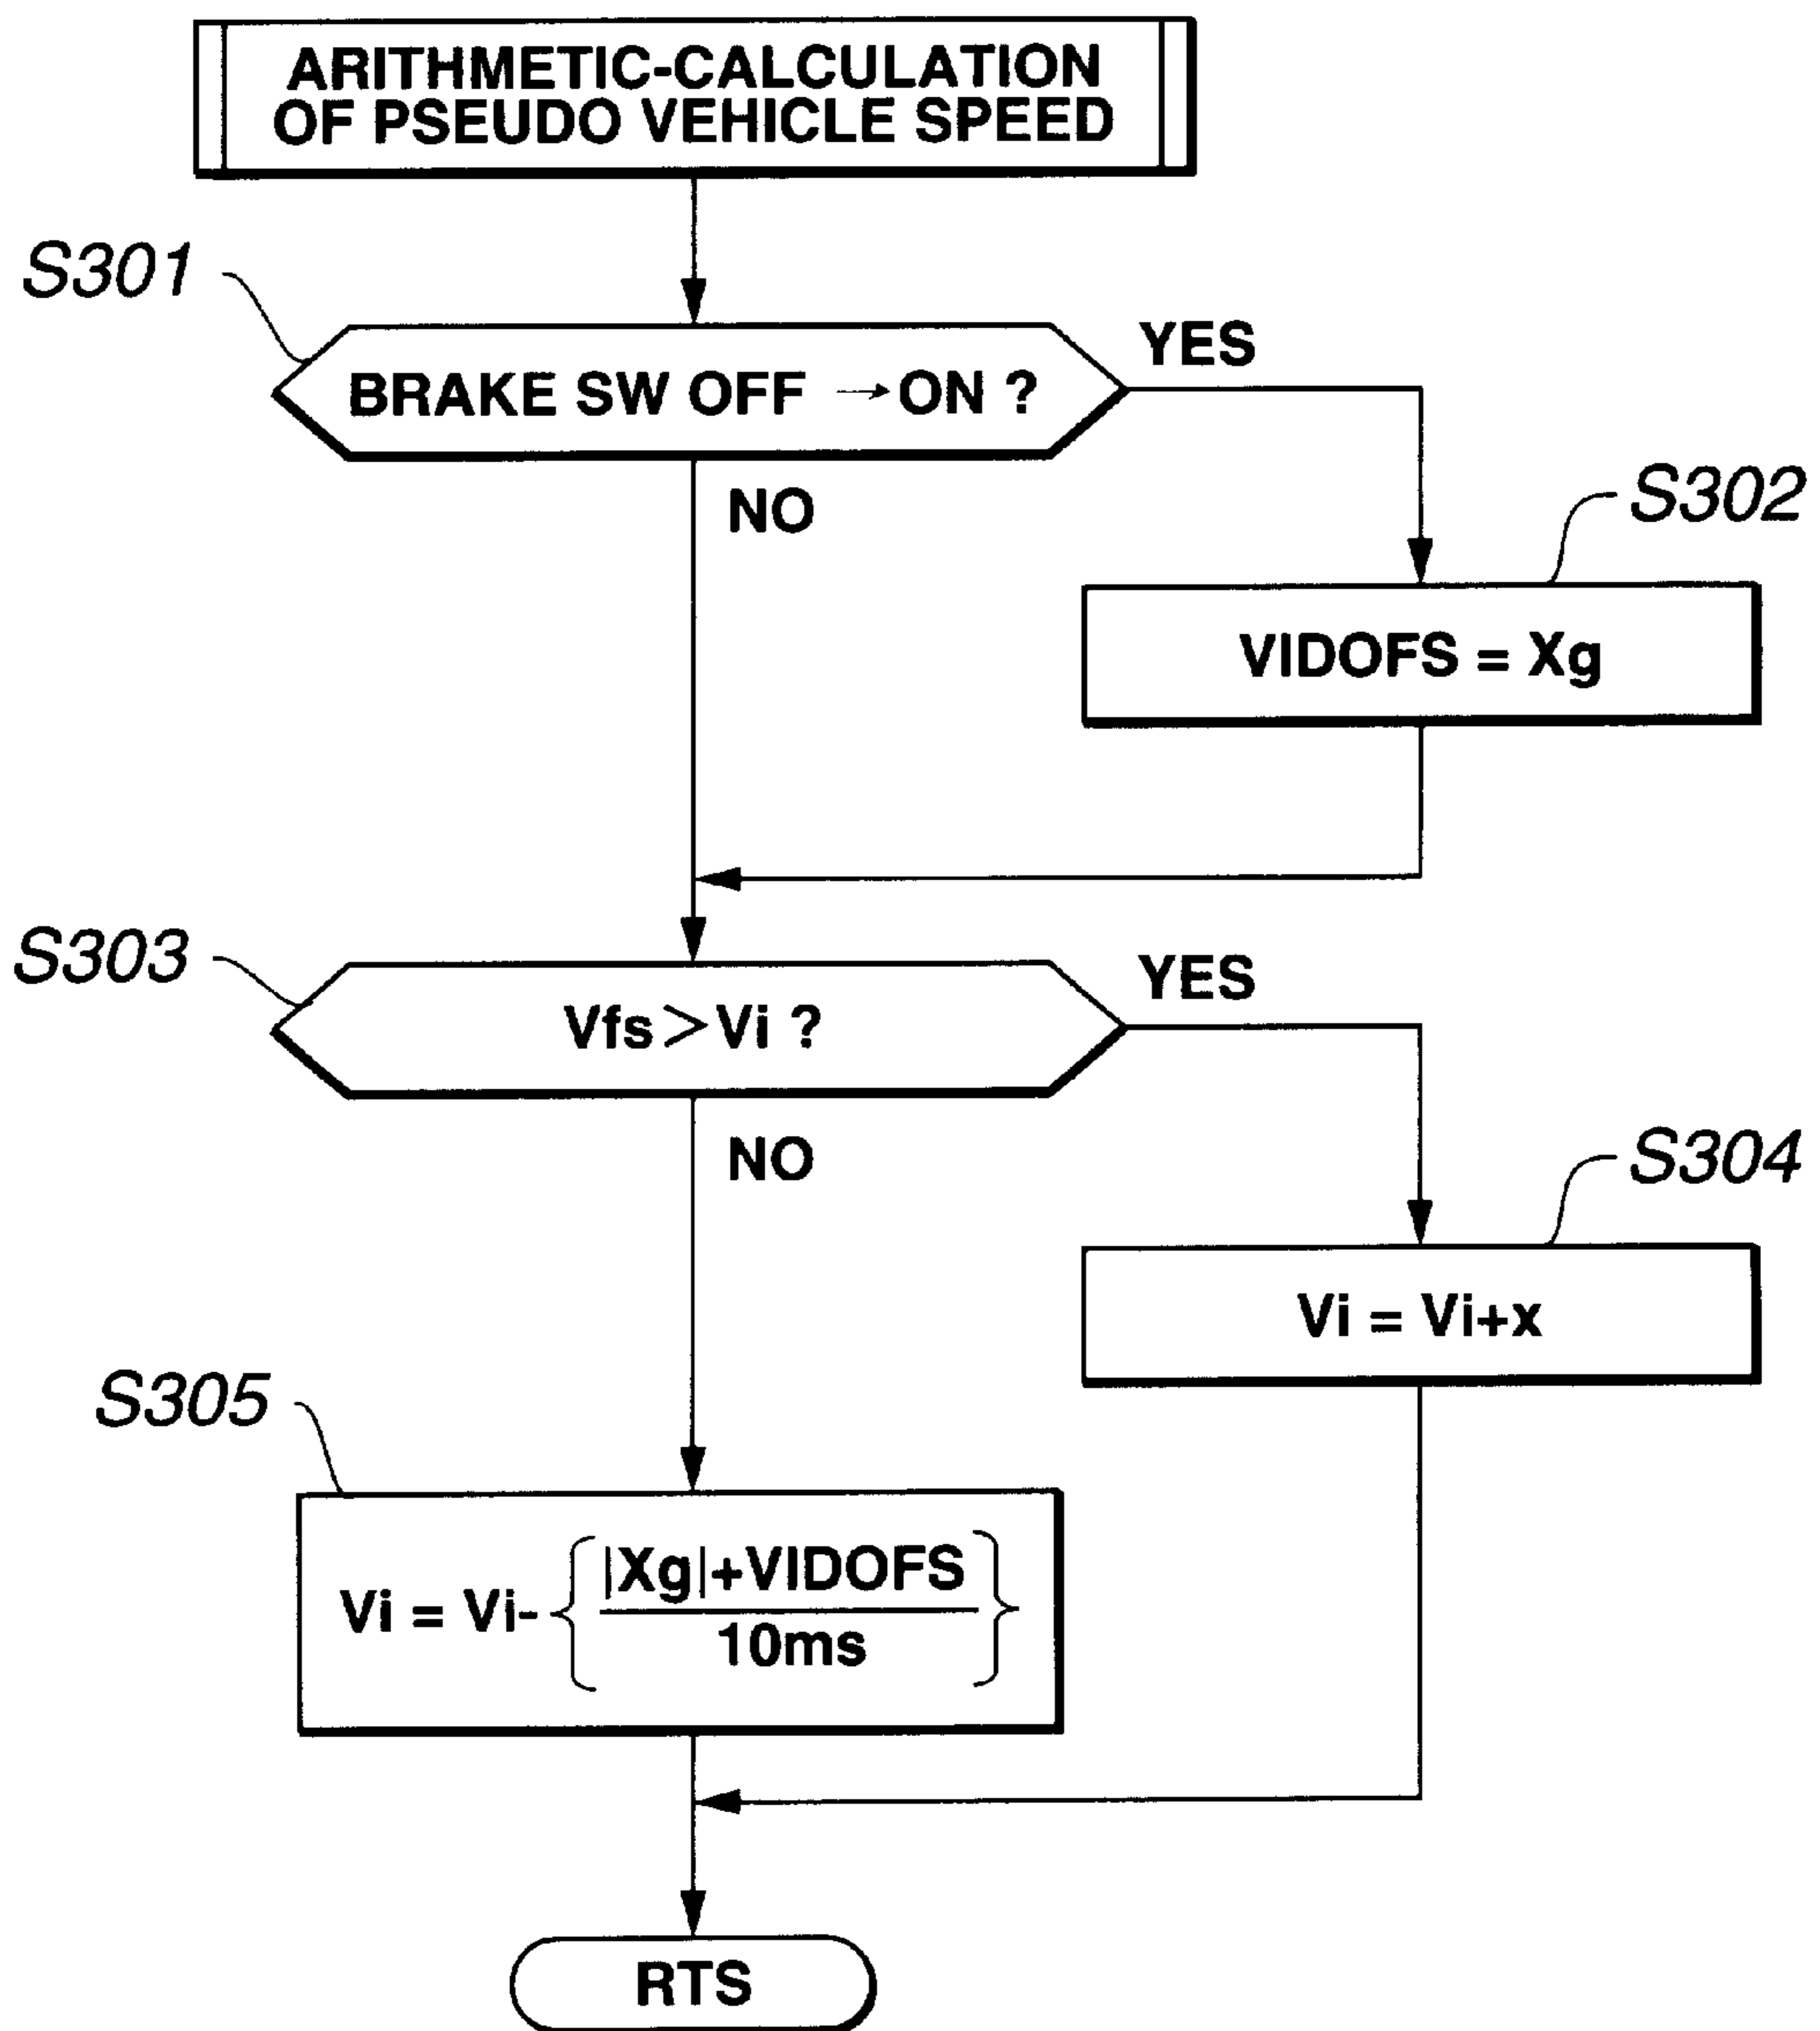 ARITHMETIC-CALCULATION
OF PSEUDO VEHICLE SPEED
S301
BRAKE SW OFF → ON ?
YES
NO
S302
VIDOFS = Xg
S303
Vfs > Vi ?
YES
NO
S304
Vi = Vi+x
S305
Vi = Vi- { |Xg|+VIDOFS
10ms }
RTS